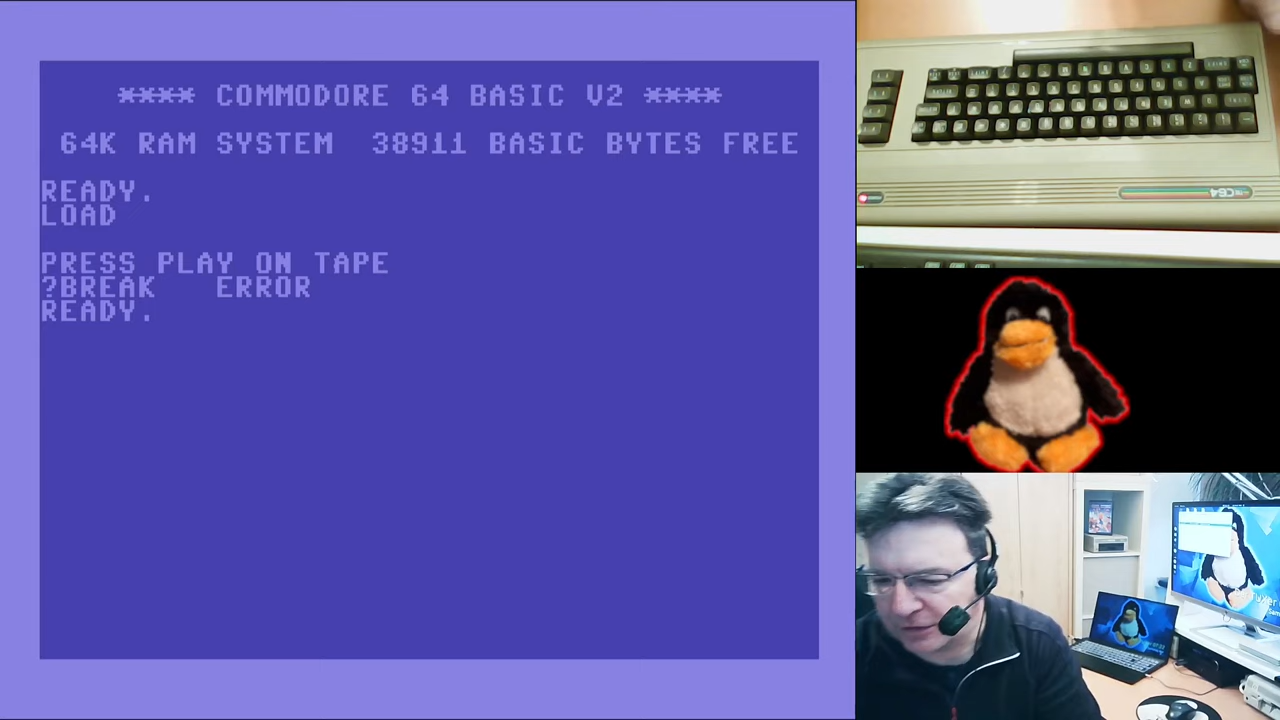 **** COMMODORE 64 BASIC V2 ****
64K RAM SYSTEM  38911 BASIC BYTES FREE
READY.
LOAD
PRESS PLAY ON TAPE
?BREAK   ERROR
READY.
C64